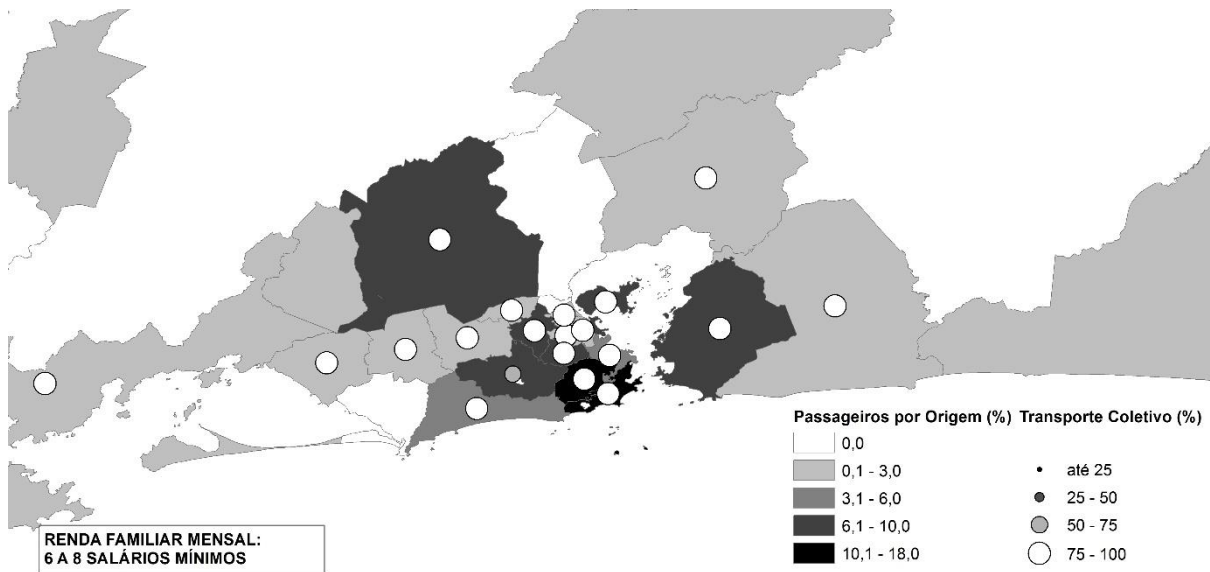 Passageiros por Origem (%)
0,0
0,1 - 3,0
3,1 - 6,0
6,1 - 10,0
10,1 - 18,0
Transporte Coletivo (%)
até 25
25 - 50
50 - 75
75 - 100
RENDA FAMILIAR MENSAL:
6 A 8 SALÁRIOS MÍNIMOS